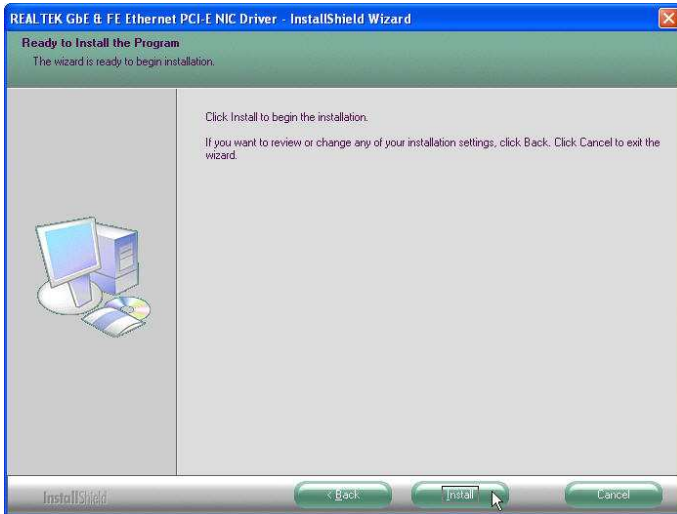 REALTEK GbE & FE Ethernet PCI-E NIC Driver - InstallShield Wizard
Ready to Install the Program
The wizard is ready to begin installation.
Click Install to begin the installation.
If you want to review or change any of your installation settings, click Back. Click Cancel to exit the
wizard.
InstallShield
< Back
Install
Cancel